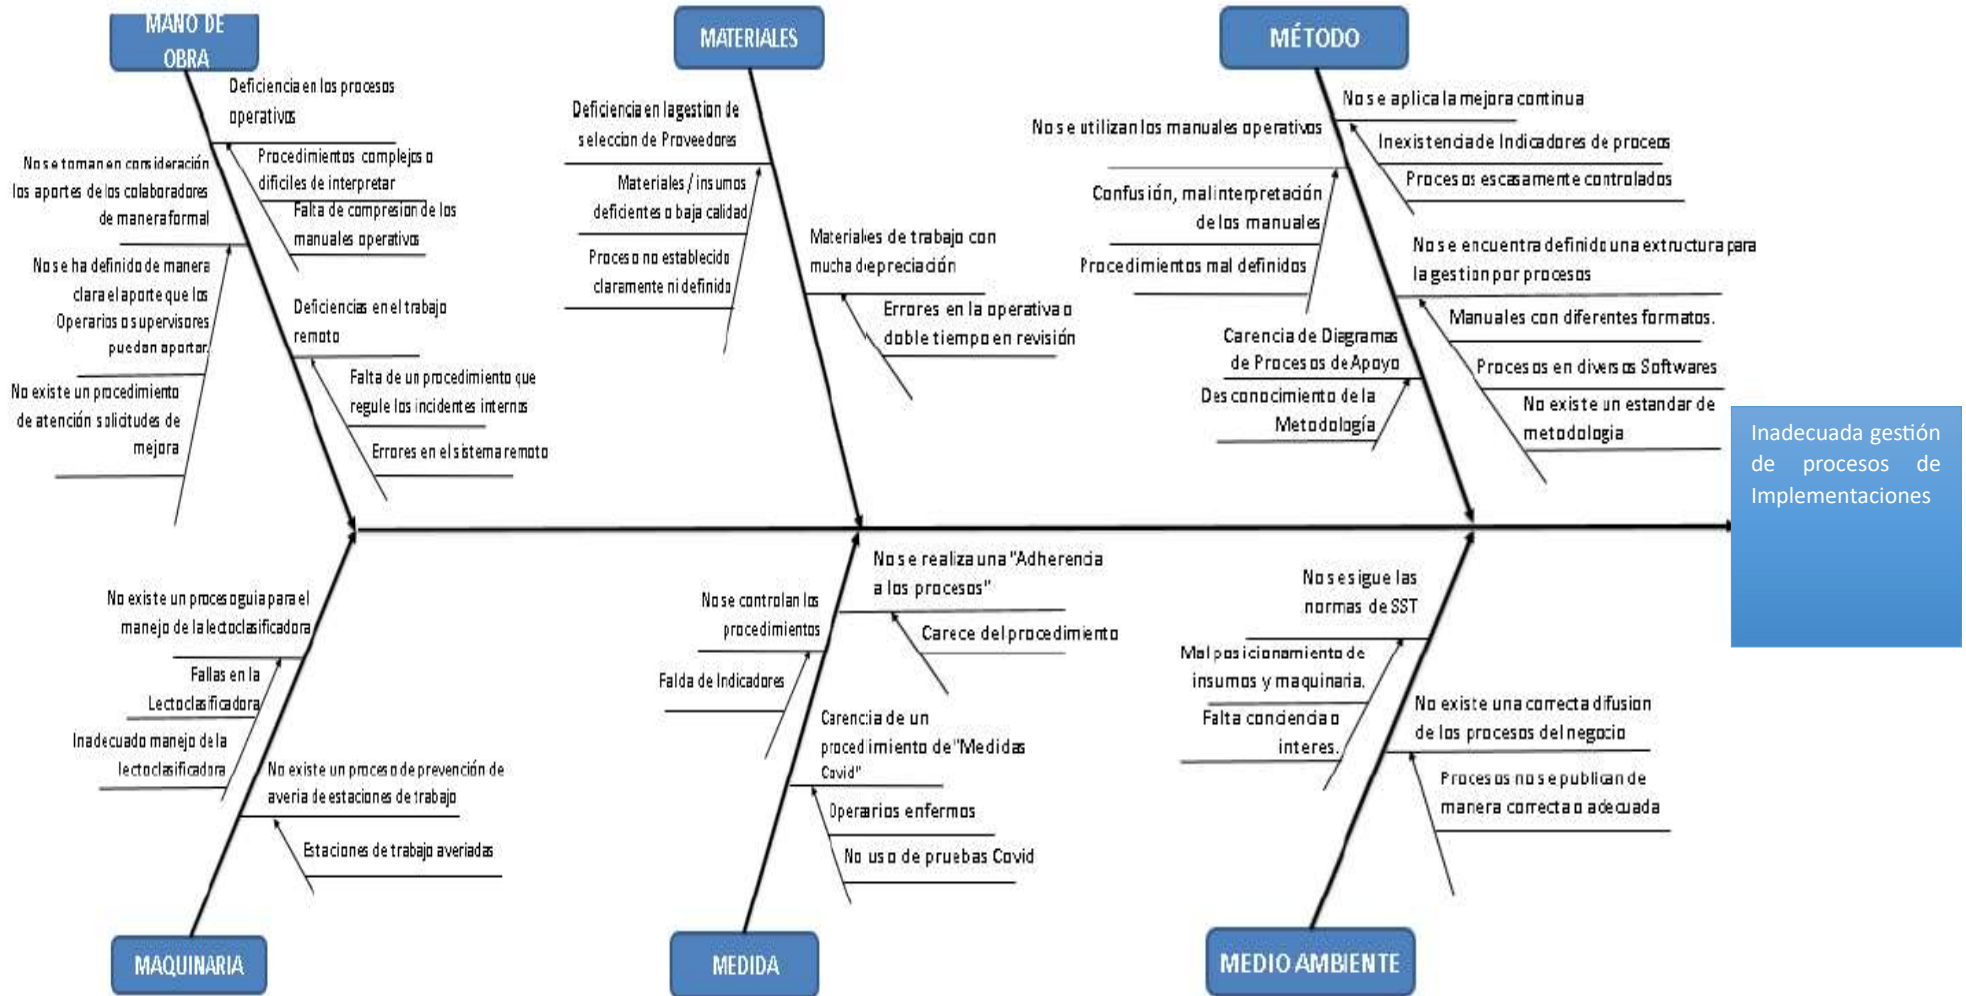 MANO DE
OBRA
Deficiencia en los procesos
operativos
Procedimientos complejos o
dificiles de interpretar
Falta de compresion de los
manuales operativos
No se toman en consideración
los aportes de los colaboradores
de manera formal
No se ha definido de manera
clara el aporte que los
Operarios o supervisores
puedan aportar.
No existe un procedimiento
de atención solicitudes de
mejora
Deficiencias en el trabajo
remoto
Falta de un procedimiento que
regule los incidentes internos
Errores en el sistema remoto
MATERIALES
Deficiencia en la gestion de
seleccion de Proveedores
Materiales / insumos
deficientes o baja calidad
Proceso no establecido
claramente ni definido
Materiales de trabajo con
mucha depreciación
Errores en la operativa o
doble tiempo en revisión
MÉTODO
No se utilizan los manuales operativos
Confusión, mal interpretación
de los manuales
Procedimientos mal definidos
Carencia de Diagramas
de Procesos de Apoyo
Desconocimiento de la
Metodología
No se aplica la mejora continua
Inexistencia de Indicadores de proceos
Procesos escasamente controlados
No se encuentra definido una extructura para
la gestion por procesos
Manuales con diferentes formatos.
Procesos en diversos Softwares
No existe un estandar de
metodologia
Inadecuada gestión
de procesos de
Implementaciones
No existe un proceso guia para el
manejo de la lectoclasificadora
Fallas en la
Lectoclasificadora
Inadecuado manejo de la
lectoclasificadora
No existe un proceso de prevención de
averia de estaciones de trabajo
Estaciones de trabajo averiadas
MAQUINARIA
No se controlan los
procedimientos
Falda de Indicadores
No se realiza una "Adherencia
a los procesos"
Carece del procedimiento
Carencia de un
procedimiento de "Medidas
Covid"
Operarios enfermos
No uso de pruebas Covid
MEDIDA
No se sigue las
normas de SST
Mal posicionamiento de
insumos y maquinaria.
Falta conciencia o
interes.
No existe una correcta difusion
de los procesos del negocio
Procesos no se publican de
manera correcta o adecuada
MEDIO AMBIENTE